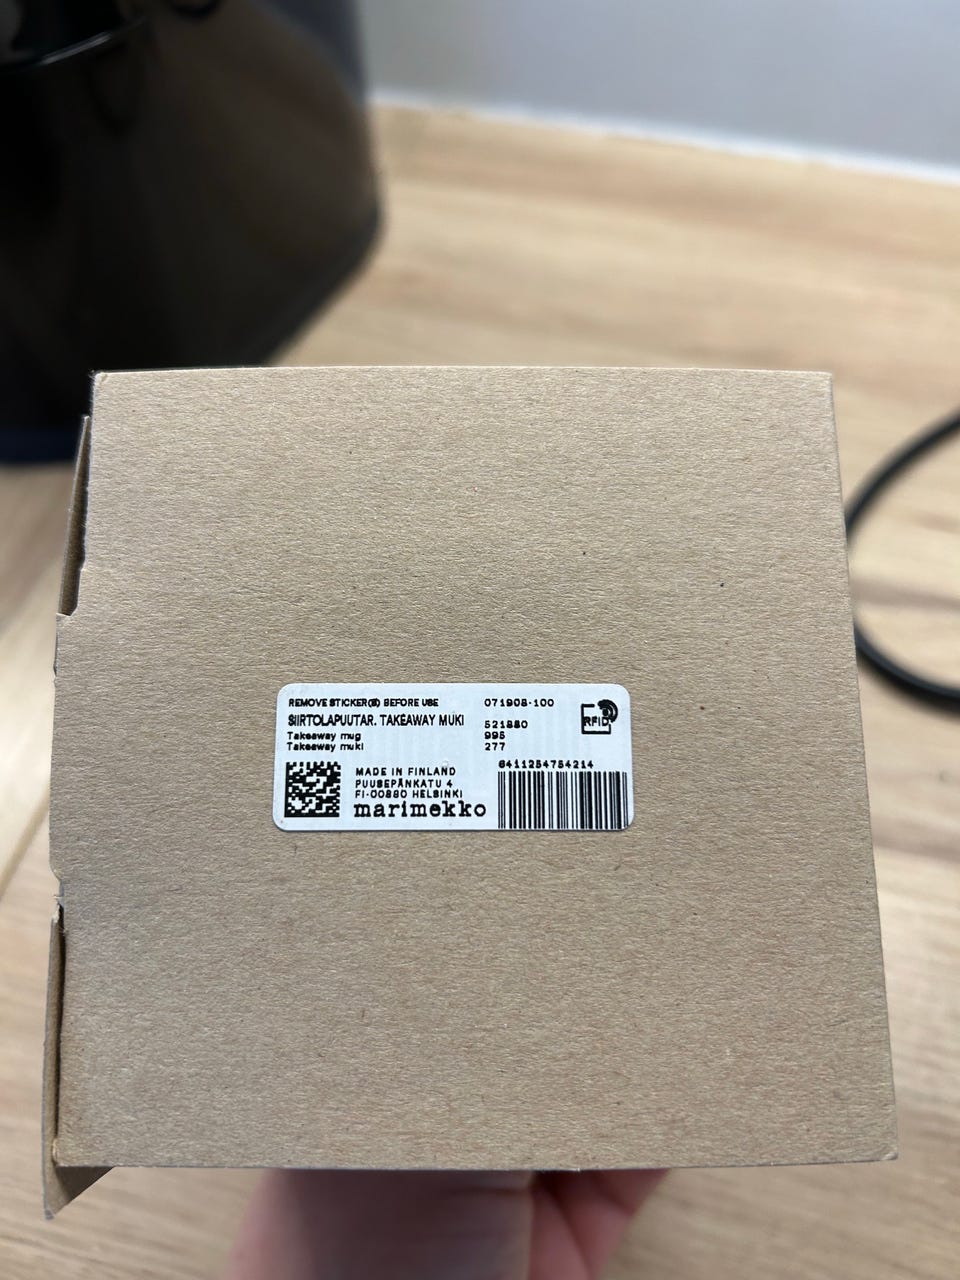 REMOVE STICKER(S) BEFORE USE
071908-100
SIIRTOLAPUUTAR. TAKEAWAY MUKI
521880
Takeaway mug
995
Takeaway muki
277
RFID
6411254754214
MADE IN FINLAND
PUUSEPÄNKATU 4
FI-00880 HELSINKI
marimekko